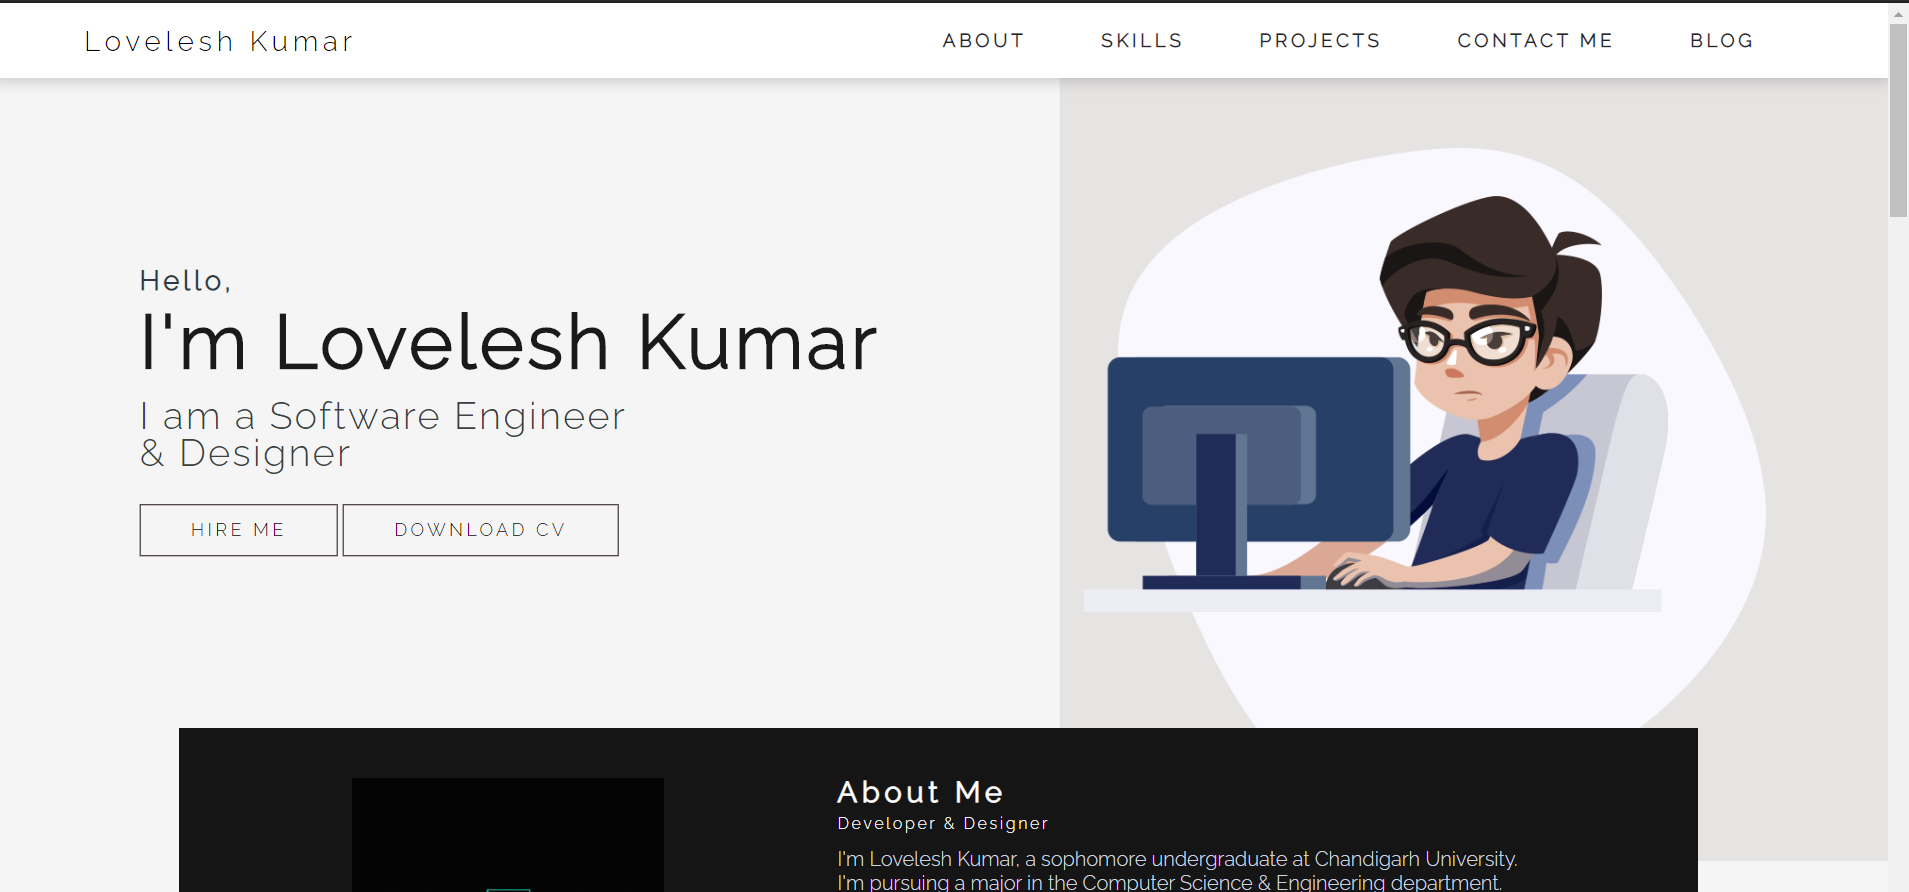 Lovelesh Kumar
ABOUT SKILLS PROJECTS CONTACT ME BLOG
Hello,
I'm Lovelesh Kumar
I am a Software Engineer
& Designer
HIRE ME DOWNLOAD CV
About Me
Developer & Designer
I'm Lovelesh Kumar, a sophomore undergraduate at Chandigarh University.
I'm pursuing a major in the Computer Science & Engineering department.